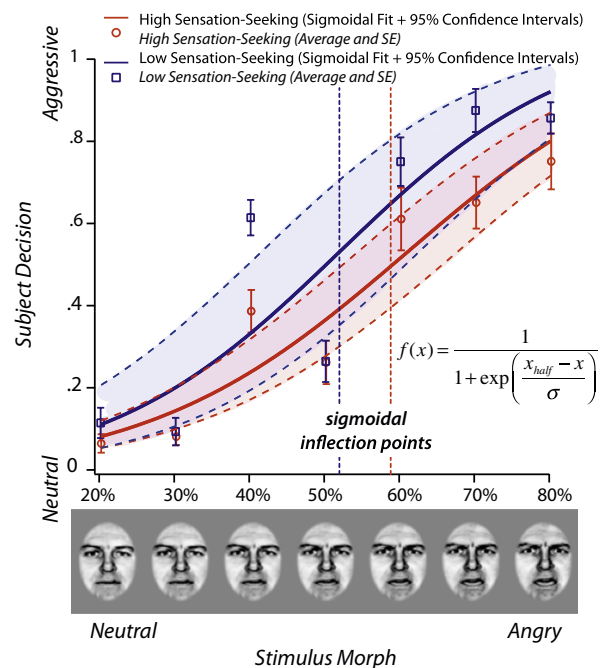 High Sensation-Seeking (Sigmoidal Fit + 95% Confidence Intervals)
High Sensation-Seeking (Average and SE)
Low Sensation-Seeking (Sigmoidal Fit + 95% Confidence Intervals)
Low Sensation-Seeking (Average and SE)
Aggressive
Subject Decision
Neutral
1
.8
.6
.4
.2
0
f(x) = 1 / (1 + exp((x_half − x) / σ))
sigmoidal
inflection points
20% 30% 40% 50% 60% 70% 80%
Neutral Angry
Stimulus Morph